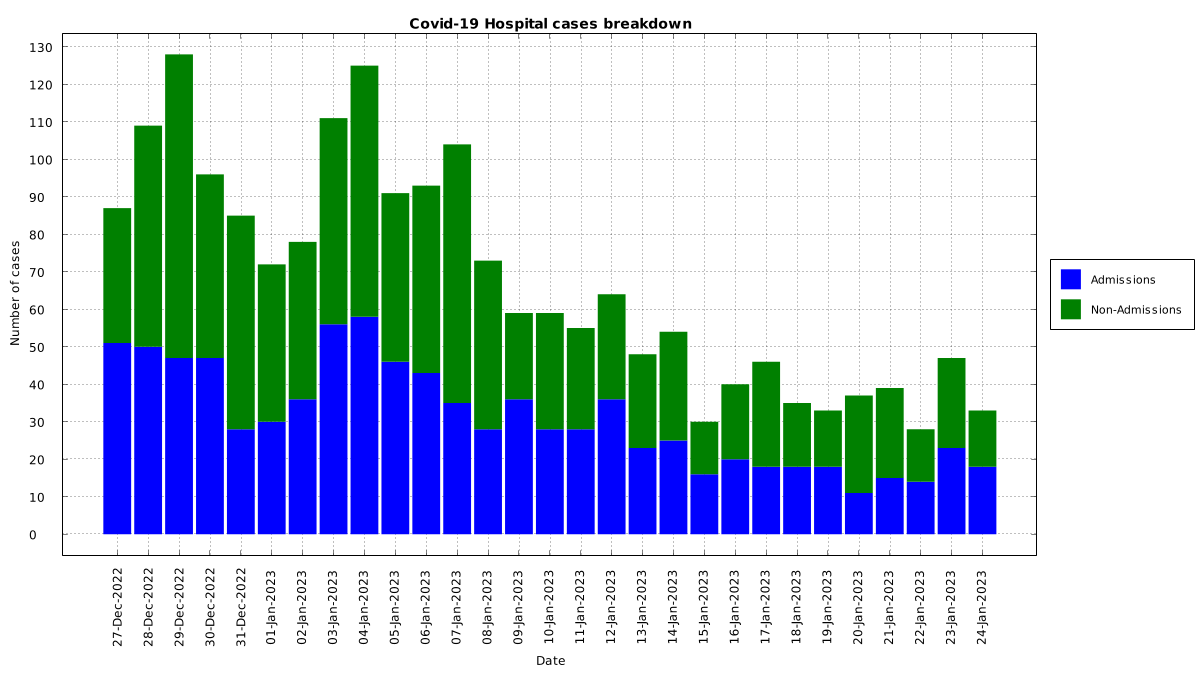 Covid-19 Hospital cases breakdown
130
120
110
100
90
80
70
60
50
40
30
20
10
0
Number of cases
27-Dec-2022
28-Dec-2022
29-Dec-2022
30-Dec-2022
31-Dec-2022
01-Jan-2023
02-Jan-2023
03-Jan-2023
04-Jan-2023
05-Jan-2023
06-Jan-2023
07-Jan-2023
08-Jan-2023
09-Jan-2023
10-Jan-2023
11-Jan-2023
12-Jan-2023
13-Jan-2023
14-Jan-2023
15-Jan-2023
16-Jan-2023
17-Jan-2023
18-Jan-2023
19-Jan-2023
20-Jan-2023
21-Jan-2023
22-Jan-2023
23-Jan-2023
24-Jan-2023
Date
Admissions
Non-Admissions